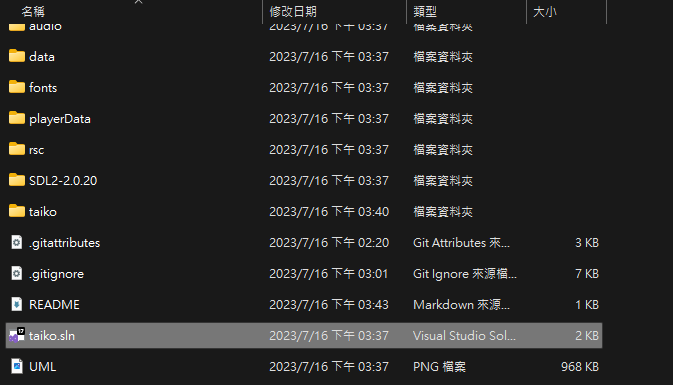 名稱 修改日期 類型 大小
audio 2023/7/16 下午 03:37 檔案資料夾
data 2023/7/16 下午 03:37 檔案資料夾
fonts 2023/7/16 下午 03:37 檔案資料夾
playerData 2023/7/16 下午 03:37 檔案資料夾
rsc 2023/7/16 下午 03:37 檔案資料夾
SDL2-2.0.20 2023/7/16 下午 03:37 檔案資料夾
taiko 2023/7/16 下午 03:40 檔案資料夾
.gitattributes 2023/7/16 下午 02:20 Git Attributes 來... 3 KB
.gitignore 2023/7/16 下午 03:01 Git Ignore 來源檔... 7 KB
README 2023/7/16 下午 03:43 Markdown 來源... 1 KB
taiko.sln 2023/7/16 下午 03:37 Visual Studio Sol... 2 KB
UML 2023/7/16 下午 03:37 PNG 檔案 968 KB